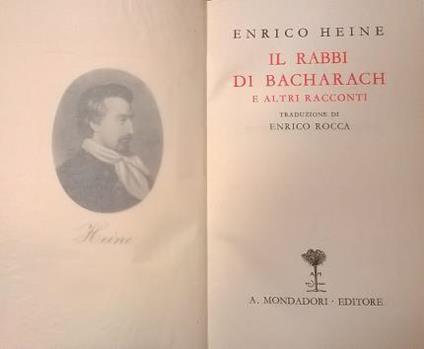 Heine
ENRICO HEINE
IL RABBI
DI BACHARACH
E ALTRI RACCONTI
TRADUZIONE DI
ENRICO ROCCA
A. MONDADORI · EDITORE